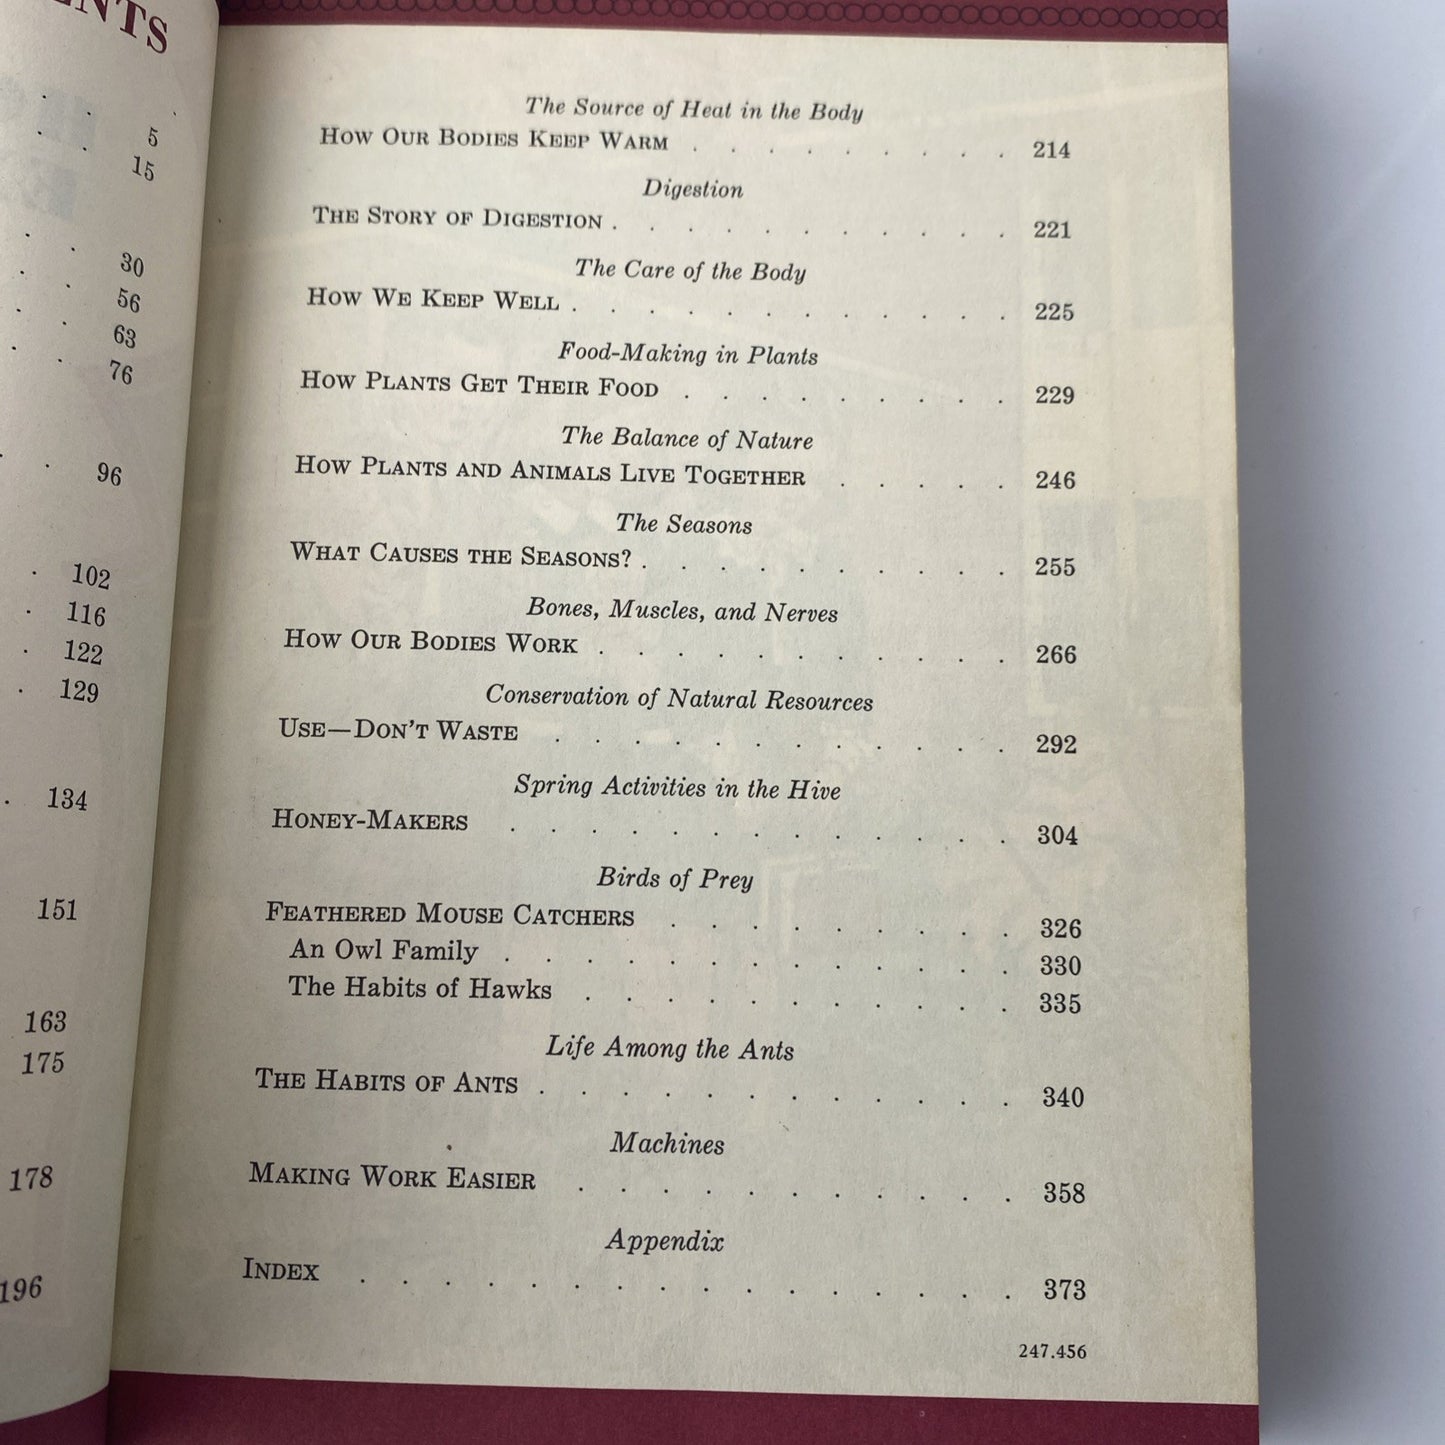 ENTS
5
15
30
56
63
76
96
102
116
122
129
134
151
163
175
178
196
The Source of Heat in the Body
HOW OUR BODIES KEEP WARM . . . . . . . . . 214
Digestion
THE STORY OF DIGESTION . . . . . . . . . . . 221
The Care of the Body
HOW WE KEEP WELL . . . . . . . . . . . . 225
Food-Making in Plants
HOW PLANTS GET THEIR FOOD . . . . . . . . . 229
The Balance of Nature
HOW PLANTS AND ANIMALS LIVE TOGETHER . . . . . 246
The Seasons
WHAT CAUSES THE SEASONS? . . . . . . . . . . 255
Bones, Muscles, and Nerves
HOW OUR BODIES WORK . . . . . . . . . . . 266
Conservation of Natural Resources
USE—DON'T WASTE . . . . . . . . . . . . 292
Spring Activities in the Hive
HONEY-MAKERS . . . . . . . . . . . . . 304
Birds of Prey
FEATHERED MOUSE CATCHERS . . . . . . . . . 326
An Owl Family . . . . . . . . . . . . . 330
The Habits of Hawks . . . . . . . . . . . 335
Life Among the Ants
THE HABITS OF ANTS . . . . . . . . . . . . 340
Machines
MAKING WORK EASIER . . . . . . . . . . . 358
Appendix
INDEX . . . . . . . . . . . . . . . . 373
247.456